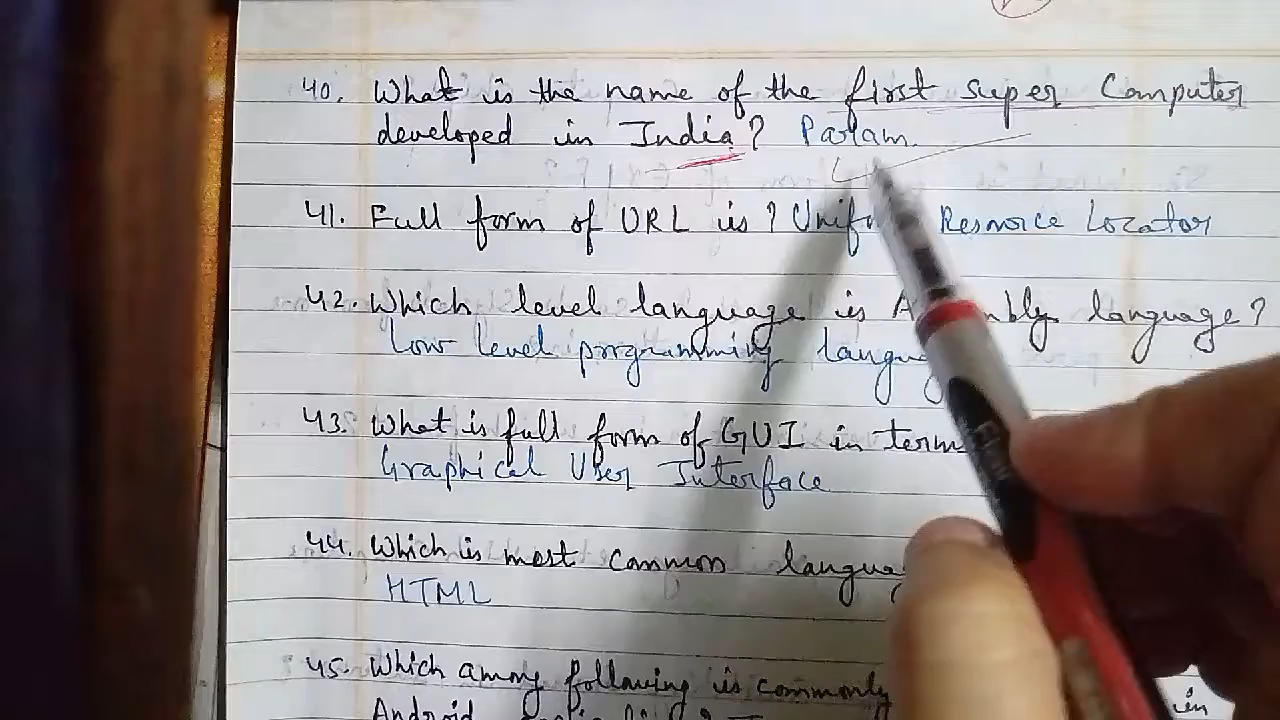 40. What is the name of the first super Computer
developed in India? Param.
41. Full form of URL is? Resource Locator
42. Which level language is language?
Low level programming
43. What is full form of GUI in
Graphical User Interface
44. Which is most common
HTML
45. Which among following is commonly
Android in